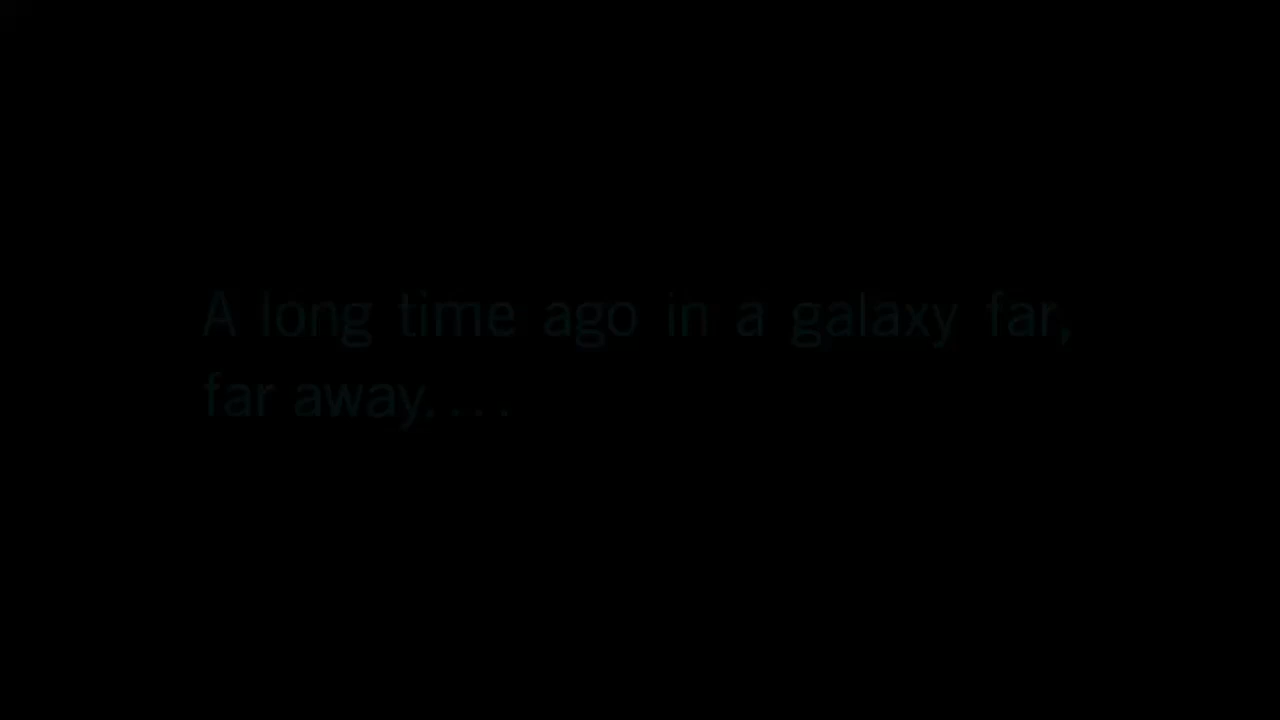 A long time ago in a galaxy far,
far away. . . .